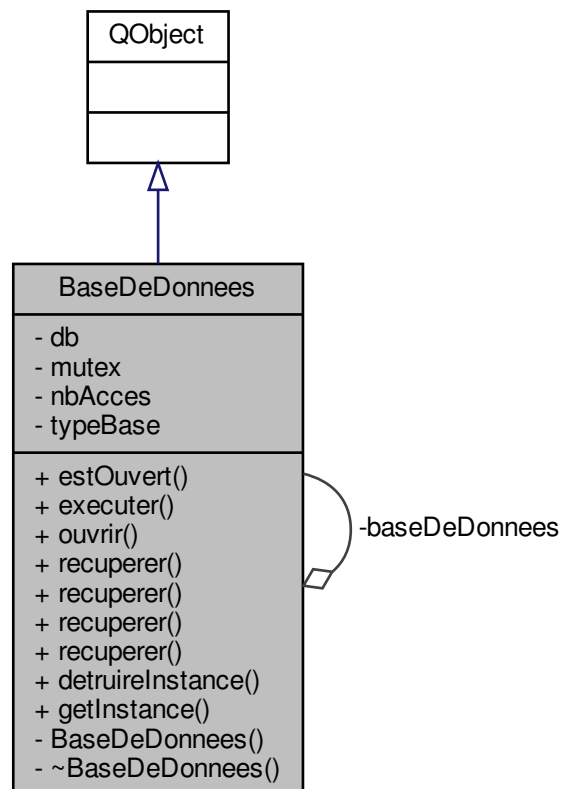 QObject
BaseDeDonnees
- db
- mutex
- nbAcces
- typeBase
+ estOuvert()
+ executer()
+ ouvrir()
+ recuperer()
+ recuperer()
+ recuperer()
+ recuperer()
+ detruireInstance()
+ getInstance()
- BaseDeDonnees()
- ~BaseDeDonnees()
-baseDeDonnees